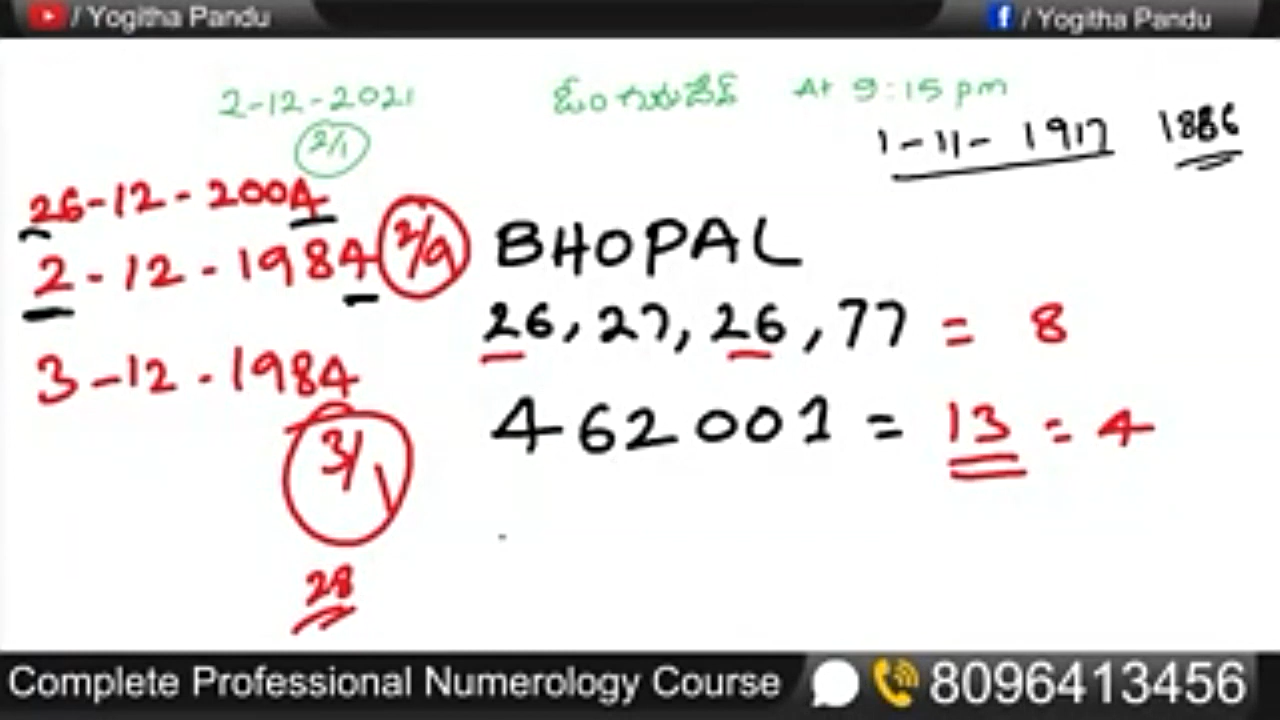 / Yogitha Pandu
f / Yogitha Pandu
2-12-2021
ఓం గురుదేవ్ At 9:15 pm
2/1
1-11-1917 1886
26-12-2004
2-12-1984 2/9
BHOPAL
26, 27, 26, 77 = 8
3-12-1984
462001 = 13 = 4
3/1
28
Complete Professional Numerology Course
8096413456